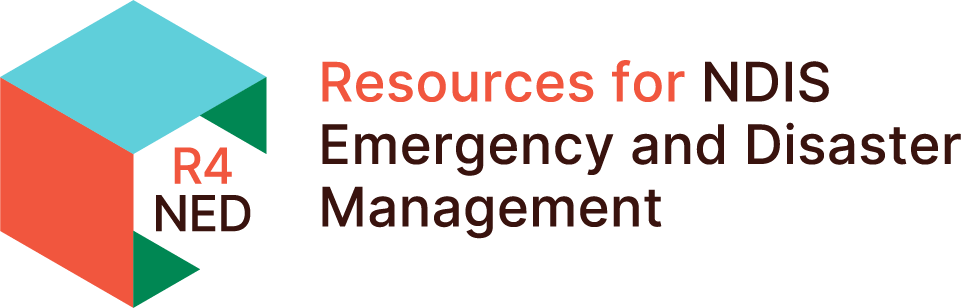 R4
NED
Resources for NDIS
Emergency and Disaster
Management